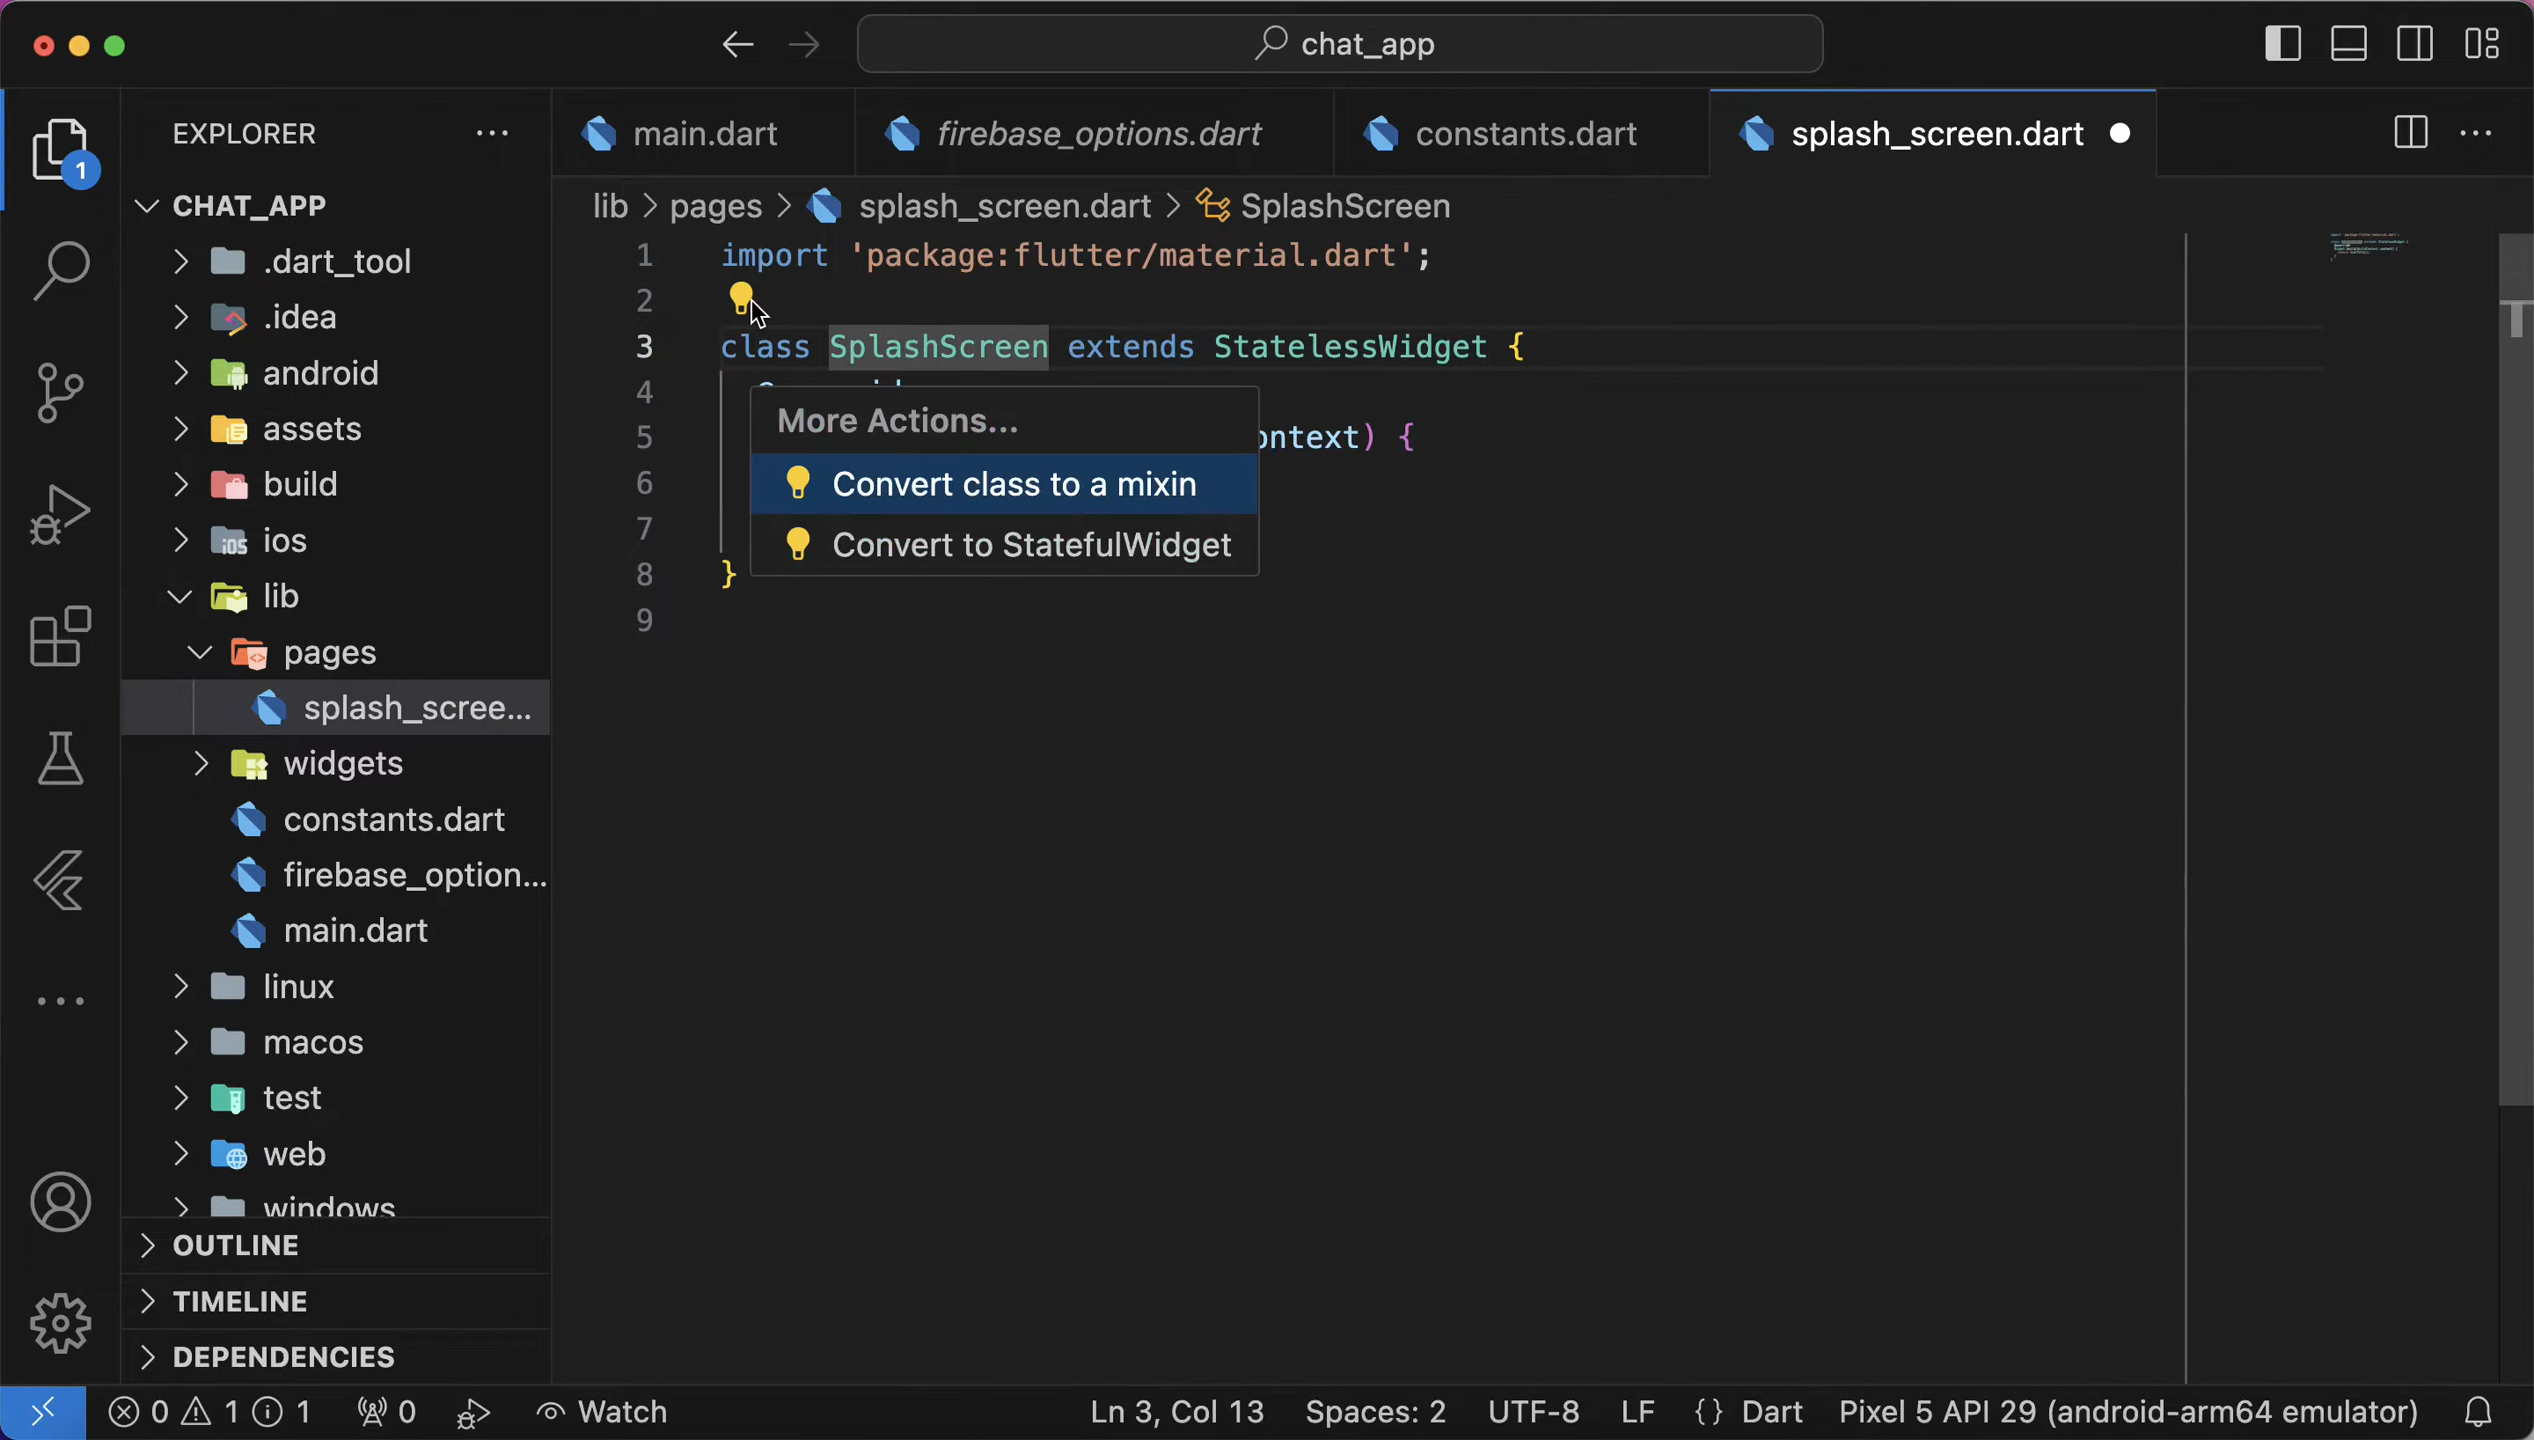 chat_app
EXPLORER
main.dart
firebase_options.dart
constants.dart
splash_screen.dart
1
CHAT_APP
lib > pages > splash_screen.dart > SplashScreen
.dart_tool
.idea
android
assets
build
ios
lib
pages
splash_scree...
widgets
constants.dart
firebase_option...
main.dart
linux
macos
test
web
windows
OUTLINE
TIMELINE
DEPENDENCIES
1 import 'package:flutter/material.dart';
2
3 class SplashScreen extends StatelessWidget {
4
5 ontext) {
6
7
8 }
9
More Actions...
Convert class to a mixin
Convert to StatefulWidget
0 1 1 0 Watch
Ln 3, Col 13 Spaces: 2 UTF-8 LF {} Dart Pixel 5 API 29 (android-arm64 emulator)